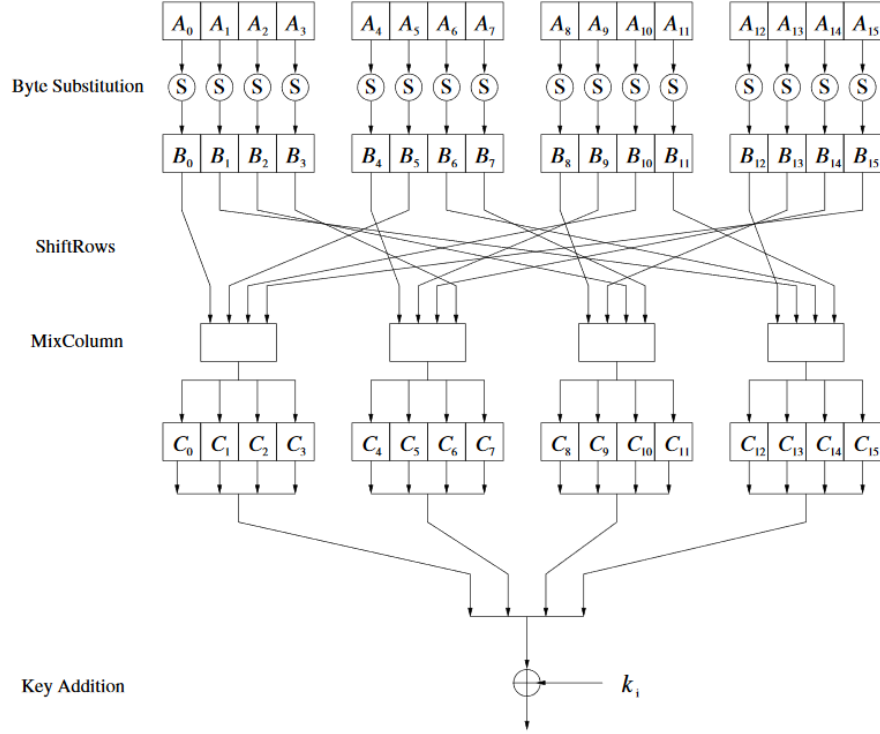 A₀ A₁ A₂ A₃ A₄ A₅ A₆ A₇ A₈ A₉ A₁₀ A₁₁ A₁₂ A₁₃ A₁₄ A₁₅
Byte Substitution S S S S S S S S S S S S S S S S
B₀ B₁ B₂ B₃ B₄ B₅ B₆ B₇ B₈ B₉ B₁₀ B₁₁ B₁₂ B₁₃ B₁₄ B₁₅
ShiftRows
MixColumn
C₀ C₁ C₂ C₃ C₄ C₅ C₆ C₇ C₈ C₉ C₁₀ C₁₁ C₁₂ C₁₃ C₁₄ C₁₅
Key Addition kᵢ